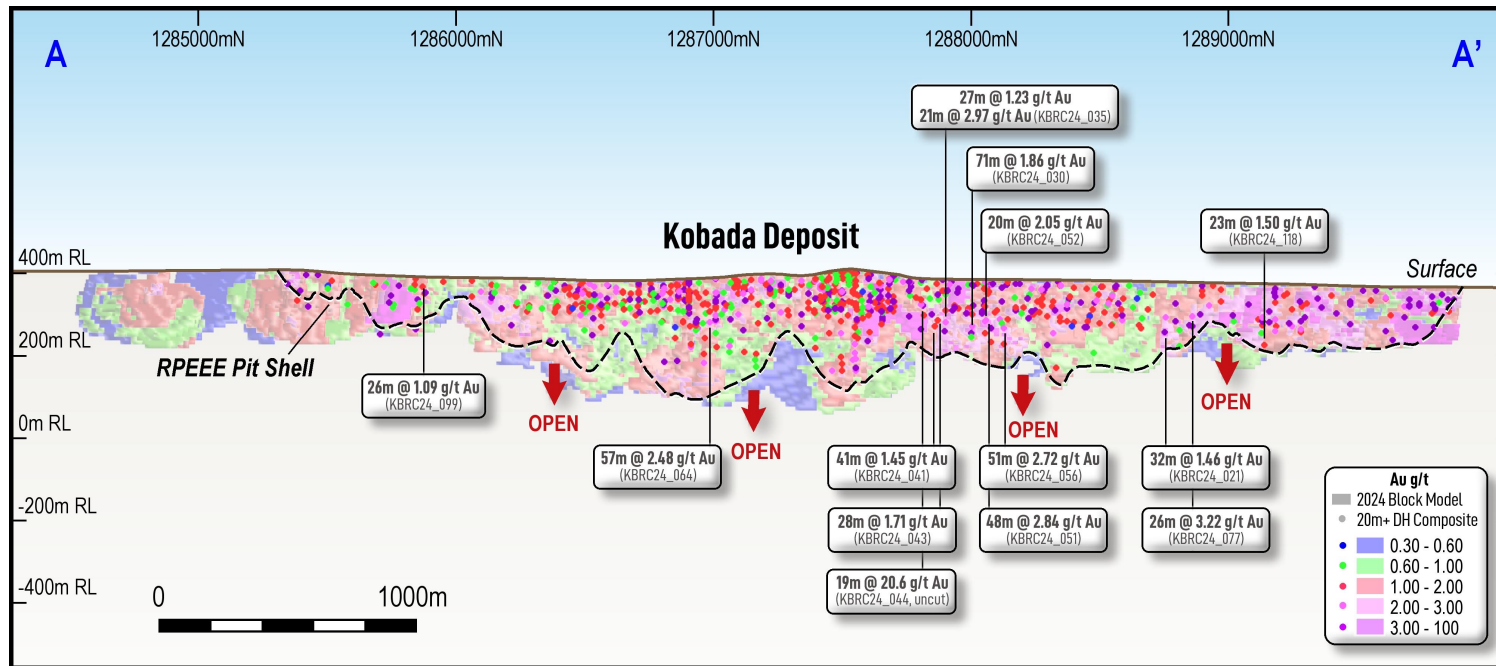 1285000mN
1286000mN
1287000mN
1288000mN
1289000mN
A
A’
27m @ 1.23 g/t Au
21m @ 2.97 g/t Au (KBRC24_035)
71m @ 1.86 g/t Au
(KBRC24_030)
20m @ 2.05 g/t Au
(KBRC24_052)
23m @ 1.50 g/t Au
(KBRC24_118)
Kobada Deposit
400m RL
Surface
200m RL
RPEEE Pit Shell
26m @ 1.09 g/t Au
(KBRC24_099)
OPEN
OPEN
OPEN
OPEN
0m RL
57m @ 2.48 g/t Au
(KBRC24_064)
41m @ 1.45 g/t Au
(KBRC24_041)
51m @ 2.72 g/t Au
(KBRC24_056)
32m @ 1.46 g/t Au
(KBRC24_021)
-200m RL
28m @ 1.71 g/t Au
(KBRC24_043)
48m @ 2.84 g/t Au
(KBRC24_051)
26m @ 3.22 g/t Au
(KBRC24_077)
19m @ 20.6 g/t Au
(KBRC24_044, uncut)
-400m RL
0
1000m
Au g/t
2024 Block Model
20m+ DH Composite
0.30 - 0.60
0.60 - 1.00
1.00 - 2.00
2.00 - 3.00
3.00 - 100